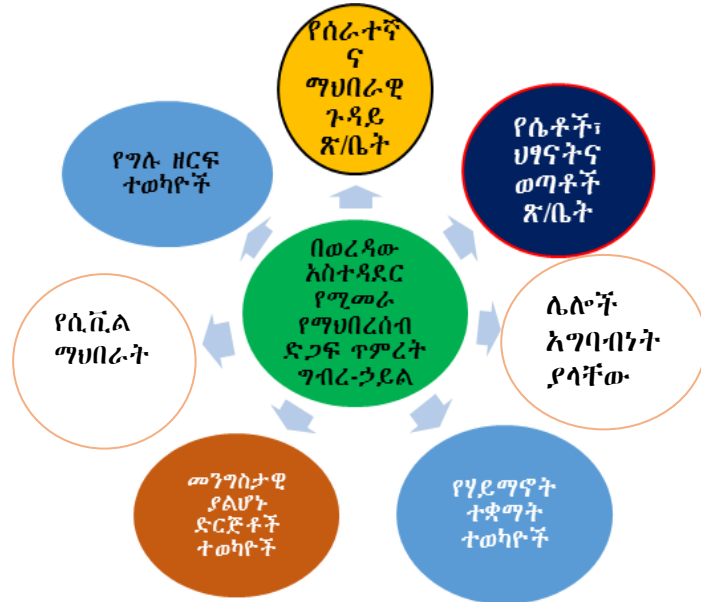 የሰራተኛ
ና
ማህበራዊ
ጉዳይ
ጽ/ቤት
የሴቶች፣
ህፃናትና
ወጣቶች
ጽ/ቤት
ሌሎች
አግባብነት
ያላቸው
የሃይማኖት
ተቋማት
ተወካዮች
መንግስታዊ
ያልሆኑ
ድርጅቶች
ተወካዮች
የሲቪል
ማህበራት
የግሉ ዘርፍ
ተወካዮች
በወረዳው
አስተዳደር
የሚመራ
የማህበረሰብ
ድጋፍ ጥምረት
ግብረ-ኃይል